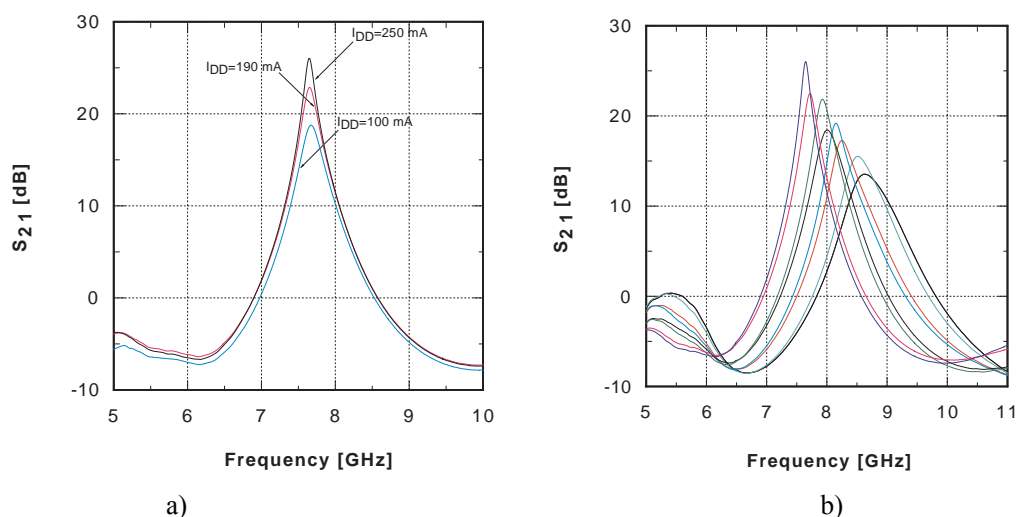 30
20
10
0
-10
S21 [dB]
IDD=250 mA
IDD=190 mA
IDD=100 mA
5 6 7 8 9 10
Frequency [GHz]
a)
30
20
10
0
-10
S21 [dB]
5 6 7 8 9 10 11
Frequency [GHz]
b)